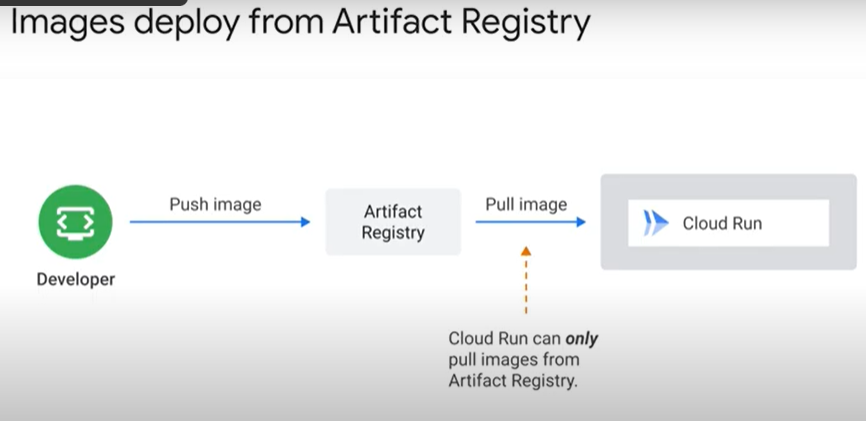 Images deploy from Artifact Registry
Push image
Artifact
Registry
Pull image
Cloud Run
Developer
Cloud Run can only
pull images from
Artifact Registry.